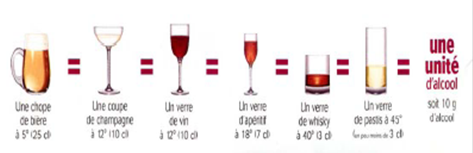 Une chope
de bière
à 5° (25 cl)
=
Une coupe
de champagne
à 12° (10 cl)
=
Un verre
de vin
à 12° (10 cl)
=
Un verre
d'apéritif
à 18° (7 cl)
=
Un verre
de whisky
à 40° (3 cl)
=
Un verre
de pastis à 45°
3 cl)
=
une
unité
d'alcool
soit 10 g
d'alcool